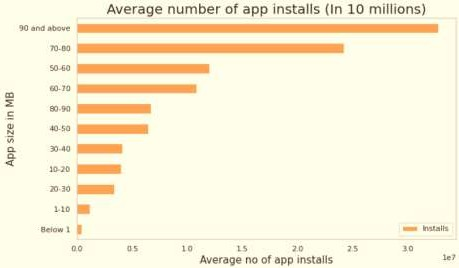 Average number of app installs (In 10 millions)
App size in MB
90 and above
70-80
50-60
60-70
80-90
40-50
30-40
10-20
20-30
1-10
Below 1
Installs
0.0 0.5 1.0 1.5 2.0 2.5 3.0
1e7
Average no of app installs